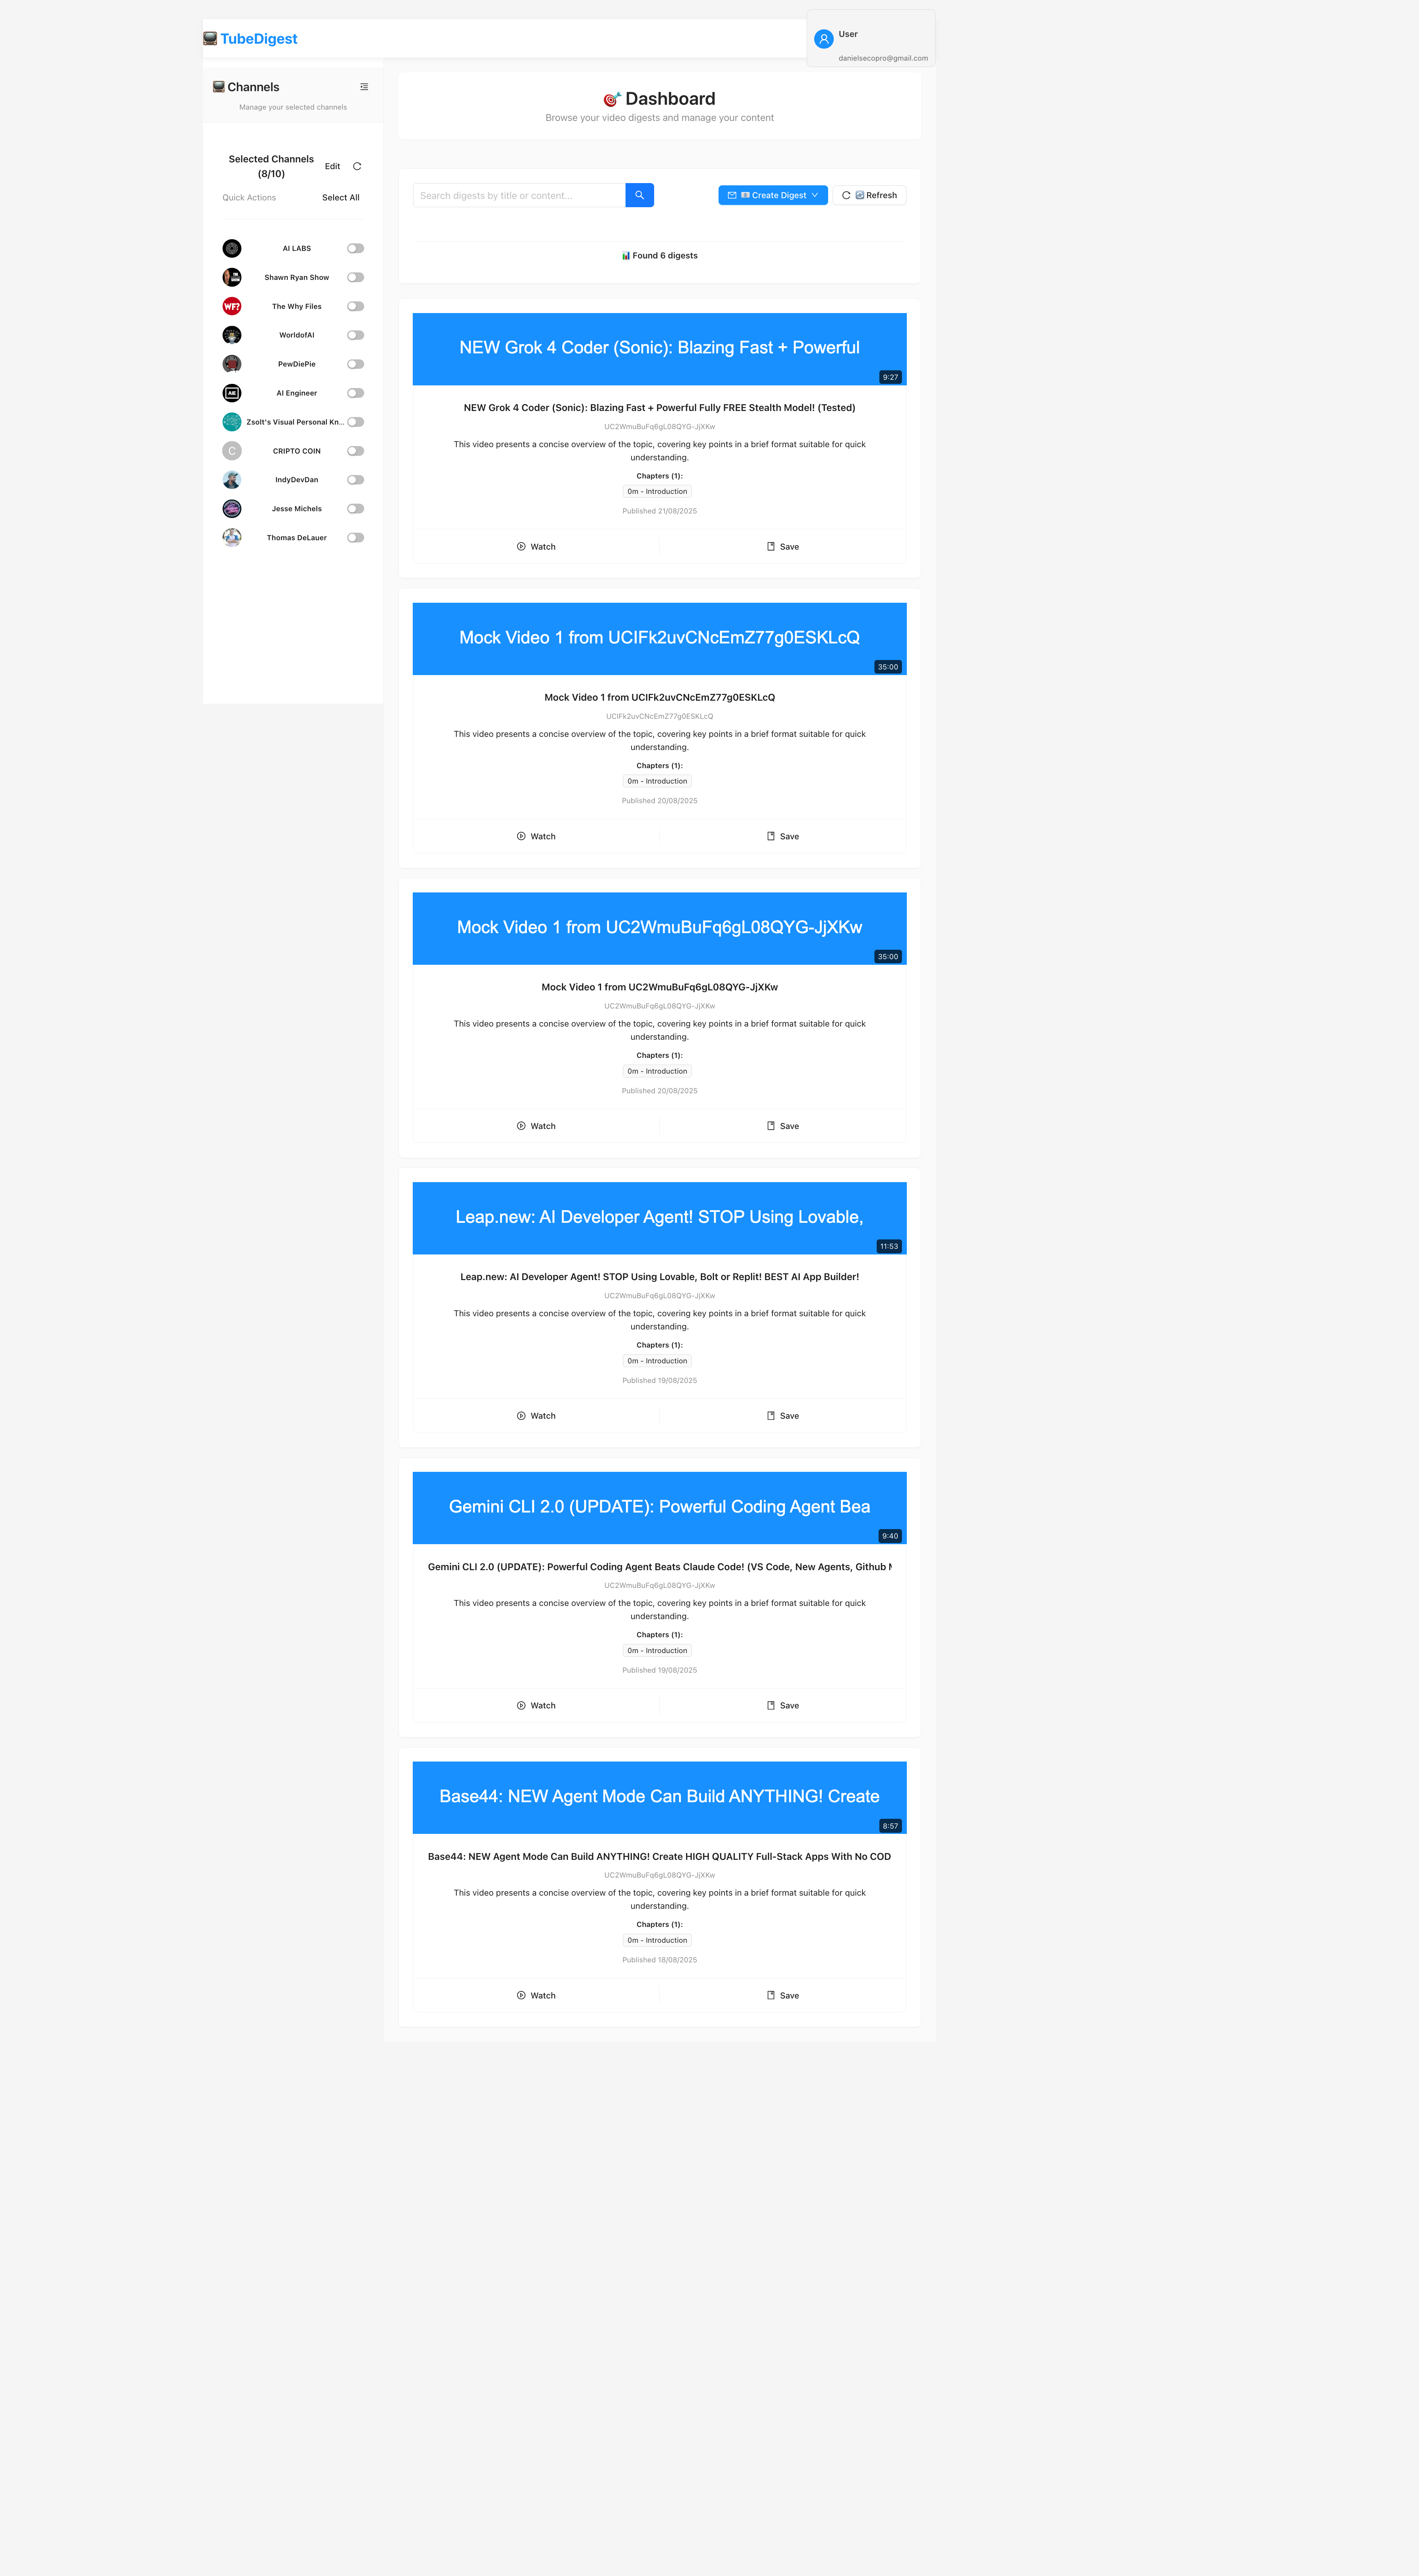 TubeDigest
User
danielsecopro@gmail.com
Channels
Manage your selected channels
Selected Channels
(8/10)
Edit
Quick Actions
Select All
AI LABS
Shawn Ryan Show
WF?
The Why Files
WorldofAI
PewDiePie
AIE
AI Engineer
Zsolt's Visual Personal Kn...
C
CRIPTO COIN
IndyDevDan
Jesse Michels
Thomas DeLauer
Dashboard
Browse your video digests and manage your content
Search digests by title or content...
Create Digest
Refresh
Found 6 digests
NEW Grok 4 Coder (Sonic): Blazing Fast + Powerful
9:27
NEW Grok 4 Coder (Sonic): Blazing Fast + Powerful Fully FREE Stealth Model! (Tested)
UC2WmuBuFq6gL08QYG-JjXKw
This video presents a concise overview of the topic, covering key points in a brief format suitable for quick
understanding.
Chapters (1):
0m - Introduction
Published 21/08/2025
Watch
Save
Mock Video 1 from UCIFk2uvCNcEmZ77g0ESKLcQ
35:00
Mock Video 1 from UCIFk2uvCNcEmZ77g0ESKLcQ
UCIFk2uvCNcEmZ77g0ESKLcQ
This video presents a concise overview of the topic, covering key points in a brief format suitable for quick
understanding.
Chapters (1):
0m - Introduction
Published 20/08/2025
Watch
Save
Mock Video 1 from UC2WmuBuFq6gL08QYG-JjXKw
35:00
Mock Video 1 from UC2WmuBuFq6gL08QYG-JjXKw
UC2WmuBuFq6gL08QYG-JjXKw
This video presents a concise overview of the topic, covering key points in a brief format suitable for quick
understanding.
Chapters (1):
0m - Introduction
Published 20/08/2025
Watch
Save
Leap.new: AI Developer Agent! STOP Using Lovable,
11:53
Leap.new: AI Developer Agent! STOP Using Lovable, Bolt or Replit! BEST AI App Builder!
UC2WmuBuFq6gL08QYG-JjXKw
This video presents a concise overview of the topic, covering key points in a brief format suitable for quick
understanding.
Chapters (1):
0m - Introduction
Published 19/08/2025
Watch
Save
Gemini CLI 2.0 (UPDATE): Powerful Coding Agent Bea
9:40
Gemini CLI 2.0 (UPDATE): Powerful Coding Agent Beats Claude Code! (VS Code, New Agents, Github
UC2WmuBuFq6gL08QYG-JjXKw
This video presents a concise overview of the topic, covering key points in a brief format suitable for quick
understanding.
Chapters (1):
0m - Introduction
Published 19/08/2025
Watch
Save
Base44: NEW Agent Mode Can Build ANYTHING! Create
8:57
Base44: NEW Agent Mode Can Build ANYTHING! Create HIGH QUALITY Full-Stack Apps With No COD
UC2WmuBuFq6gL08QYG-JjXKw
This video presents a concise overview of the topic, covering key points in a brief format suitable for quick
understanding.
Chapters (1):
0m - Introduction
Published 18/08/2025
Watch
Save